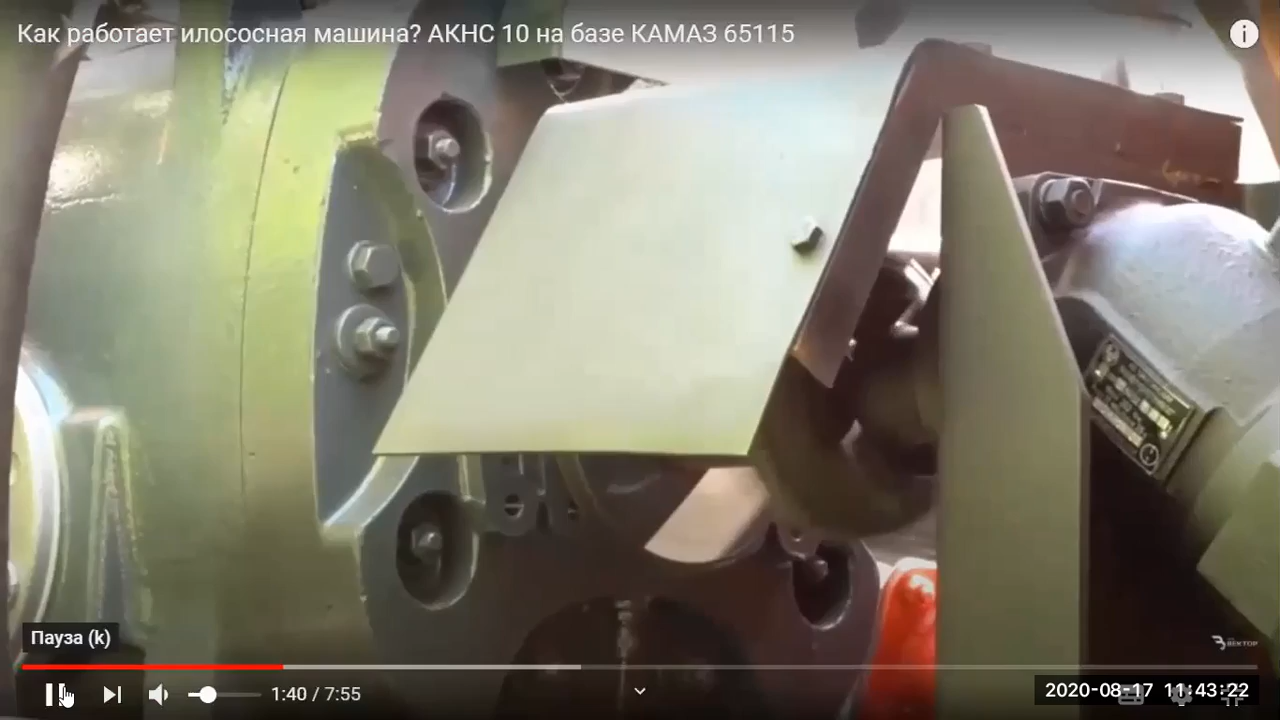 Как работает илососная машина? АКНС 10 на базе КАМАЗ 65115
i
Пауза (k)
ВЕКТОР
1:40 / 7:55
2020-08-17 11:43:22